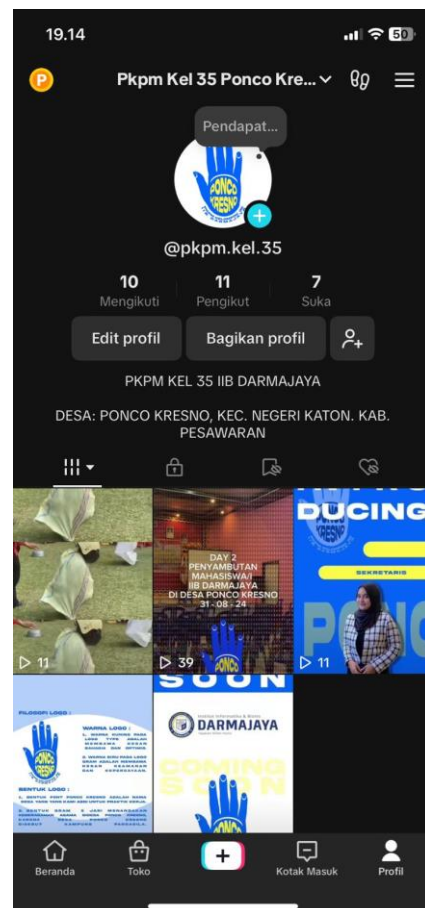 19.14
50
P
Pkpm Kel 35 Ponco Kre...
Pendapat...
PONCO
KRESNO
@pkpm.kel.35
10
11
7
Mengikuti
Pengikut
Suka
Edit profil
Bagikan profil
PKPM KEL 35 IIB DARMAJAYA
DESA: PONCO KRESNO, KEC. NEGERI KATON. KAB.
PESAWARAN
DAY 2
PENYAMBUTAN
MAHASISWA/I
IIB DARMAJAYA
DI DESA PONCO KRESNO
31 - 08 - 24
PONCO
DUCING
SEKRETARIS
11
39
11
FILOSOFI LOGO :
WARNA LOGO :
BENTUK LOGO :
PONCO
KRESNO
SOON
DARMAJAYA
COMING
SOON
Beranda
Toko
Kotak Masuk
Profil